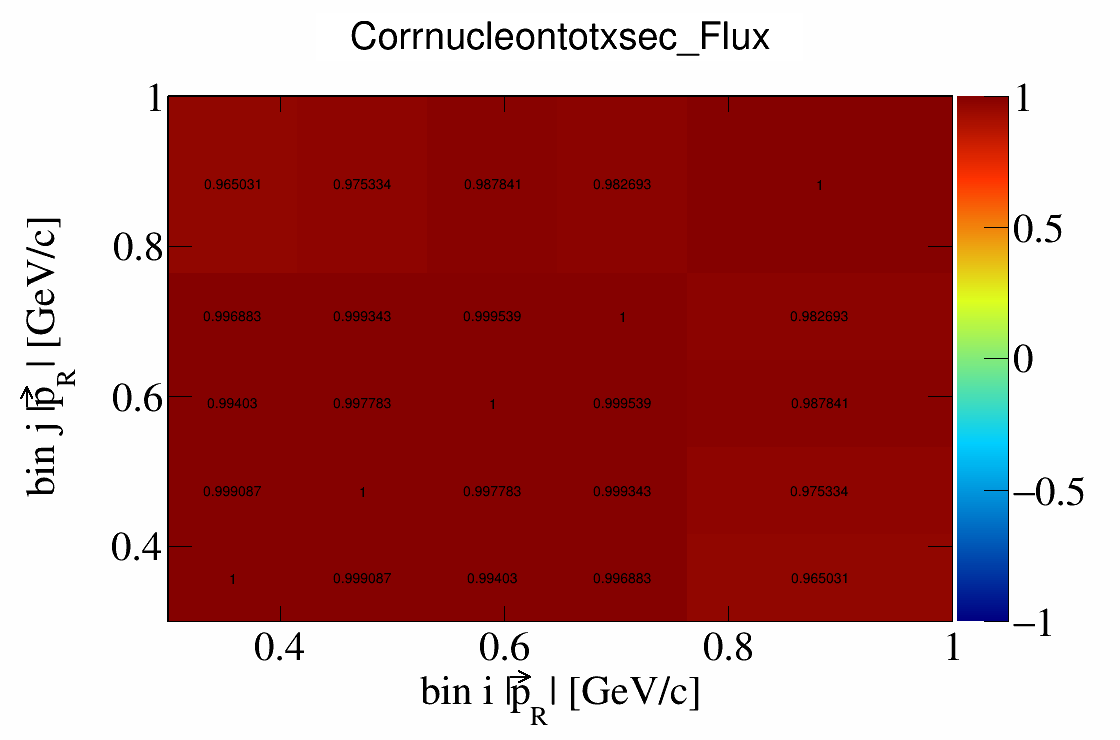 Corrnucleontotxsec_Flux
1
0.965031 0.975334 0.987841 0.982693 1
1
0.8
0.5
0.996883 0.999343 0.999539 1 0.982693
bin j |p⃗_R| [GeV/c]
0
0.6
0.99403 0.997783 1 0.999539 0.987841
0.999087 1 0.997783 0.999343 0.975334
−0.5
0.4
1 0.999087 0.99403 0.996883 0.965031
−1
0.4 0.6 0.8 1
bin i |p⃗_R| [GeV/c]